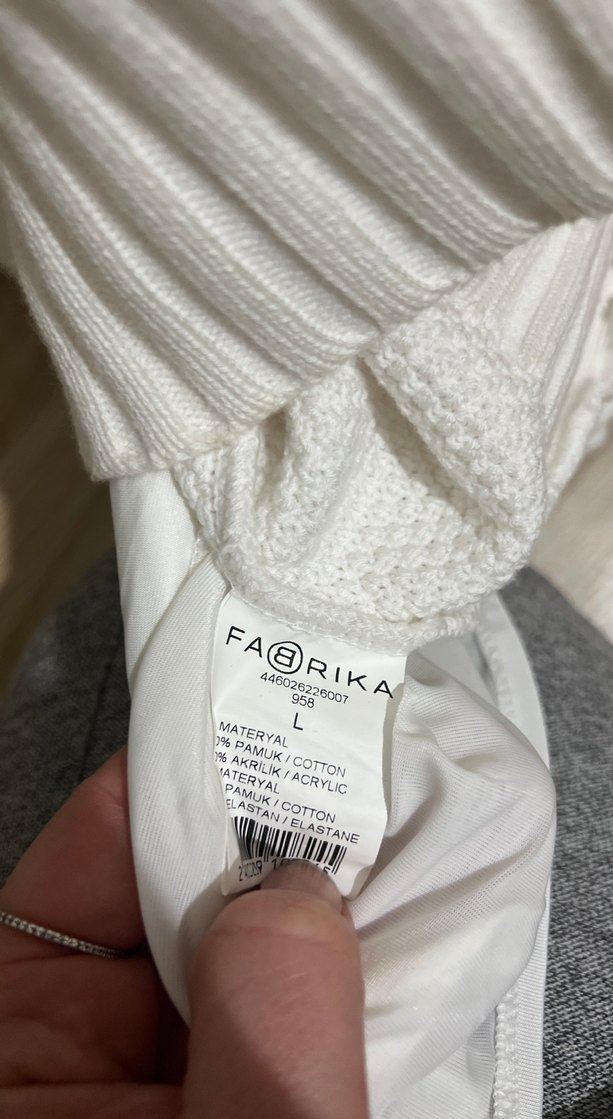 FABRIKA
446026226007
958
L
MATERYAL
0% PAMUK / COTTON
0% AKRİLİK / ACRYLIC
MATERYAL
PAMUK / COTTON
ELASTAN / ELASTANE